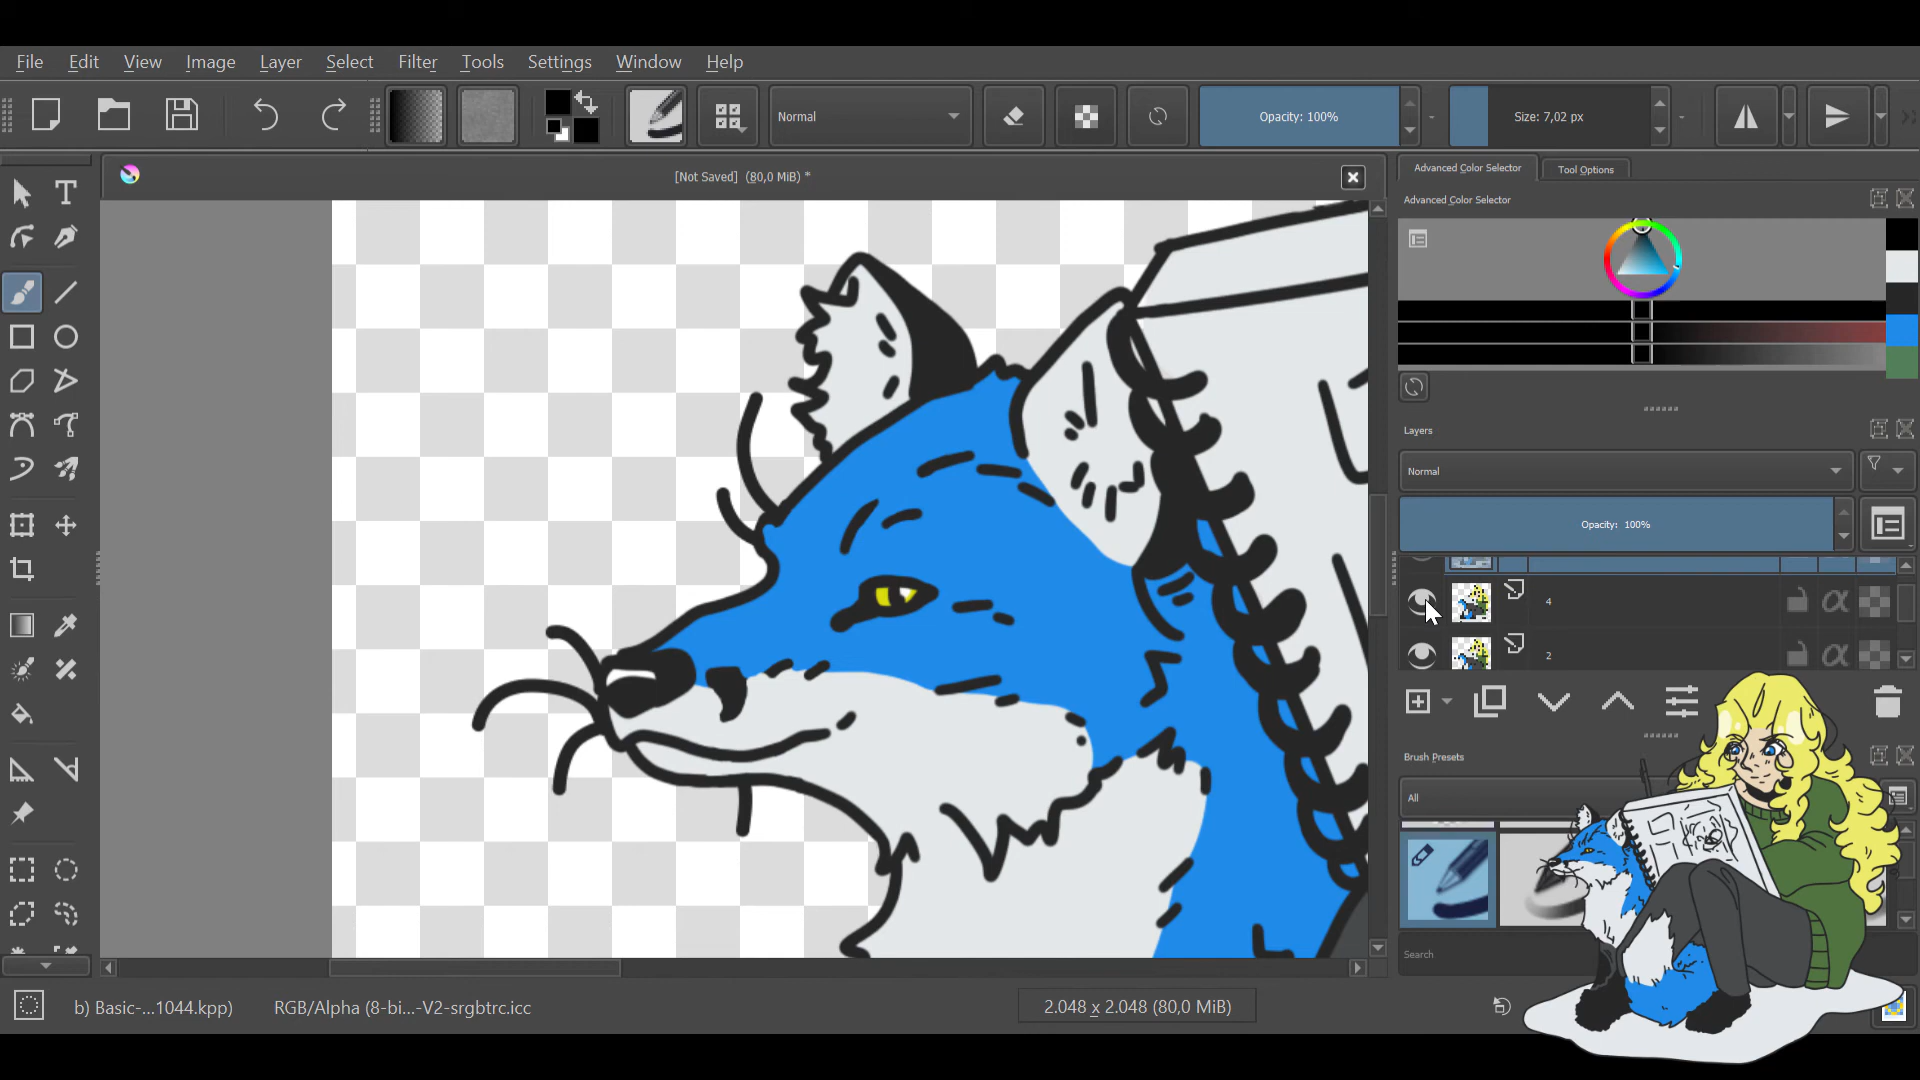 File Edit View Image Layer Select Filter Tools Settings Window Help
Normal Opacity: 100% Size: 7,02 px
[Not Saved] (80,0 MiB) *
Advanced Color Selector Tool Options
Advanced Color Selector
Layers
Normal
Opacity: 100%
4
2
Brush Presets
All
Search
b) Basic-...1044.kpp) RGB/Alpha (8-bi...-V2-srgbtrc.icc 2.048 x 2.048 (80,0 MiB)